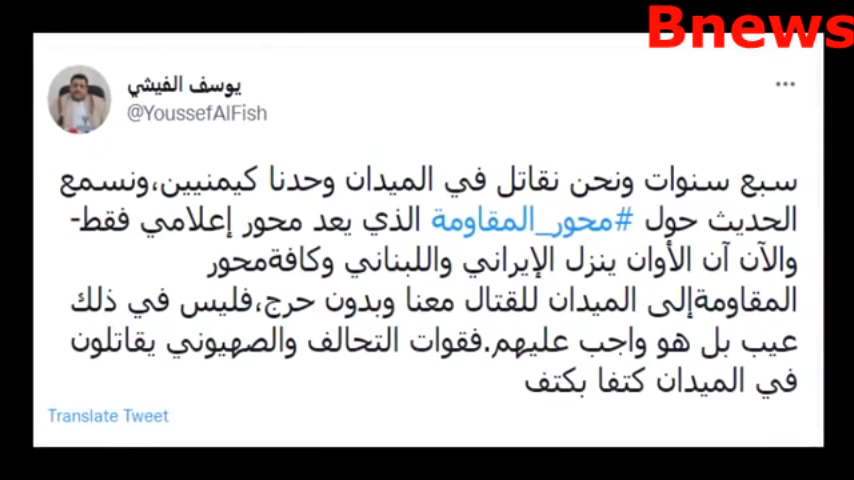 Bnews
يوسف الفيشي
@YoussefAlFish
سبع سنوات ونحن نقاتل في الميدان وحدنا كيمنيين،ونسمع
الحديث حول #محور_المقاومة الذي يعد محور إعلامي فقط-
والآن آن الأوان ينزل الإيراني واللبناني وكافةمحور
المقاومةإلى الميدان للقتال معنا وبدون حرج،فليس في ذلك
عيب بل هو واجب عليهم.فقوات التحالف والصهيوني يقاتلون
في الميدان كتفا بكتف
Translate Tweet